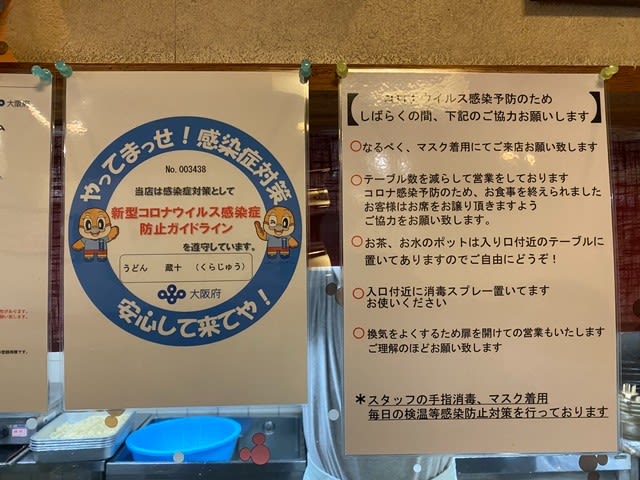 大阪府
やってまっせ！感染症対策
No.003438
当店は感染症対策として
新型コロナウイルス感染症
防止ガイドライン
を遵守しています。
うどん 蔵十 （くらじゅう）
大阪府
安心して来てや！
ウイルス感染予防のため
しばらくの間、下記のご協力お願いします
○なるべく、マスク着用にてご来店お願い致します
○テーブル数を減らして営業をしております
コロナ感染予防のため、お食事を終えられました
お客様はお席をお譲り頂きますよう
ご協力をお願い致します。
○お茶、お水のポットは入り口付近のテーブルに
置いてありますのでご自由にどうぞ！
○入口付近に消毒スプレー置いてます
お使いください
○換気をよくするため扉を開けての営業もいたします
ご理解のほどお願い致します
＊スタッフの手指消毒、マスク着用
毎日の検温等感染防止対策を行っております